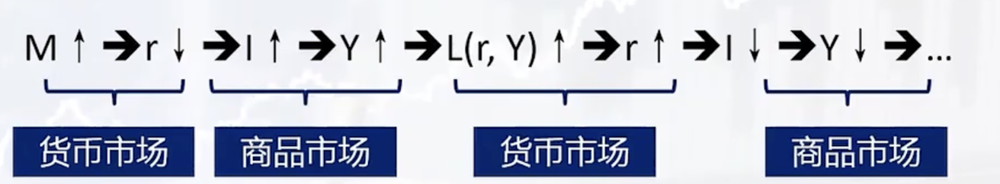 M ↑ ➔r ↓ ➔I ↑ ➔Y ↑ ➔L(r, Y) ↑ ➔r ↑ ➔I ↓ ➔Y ↓ ➔...
货币市场 商品市场 货币市场 商品市场